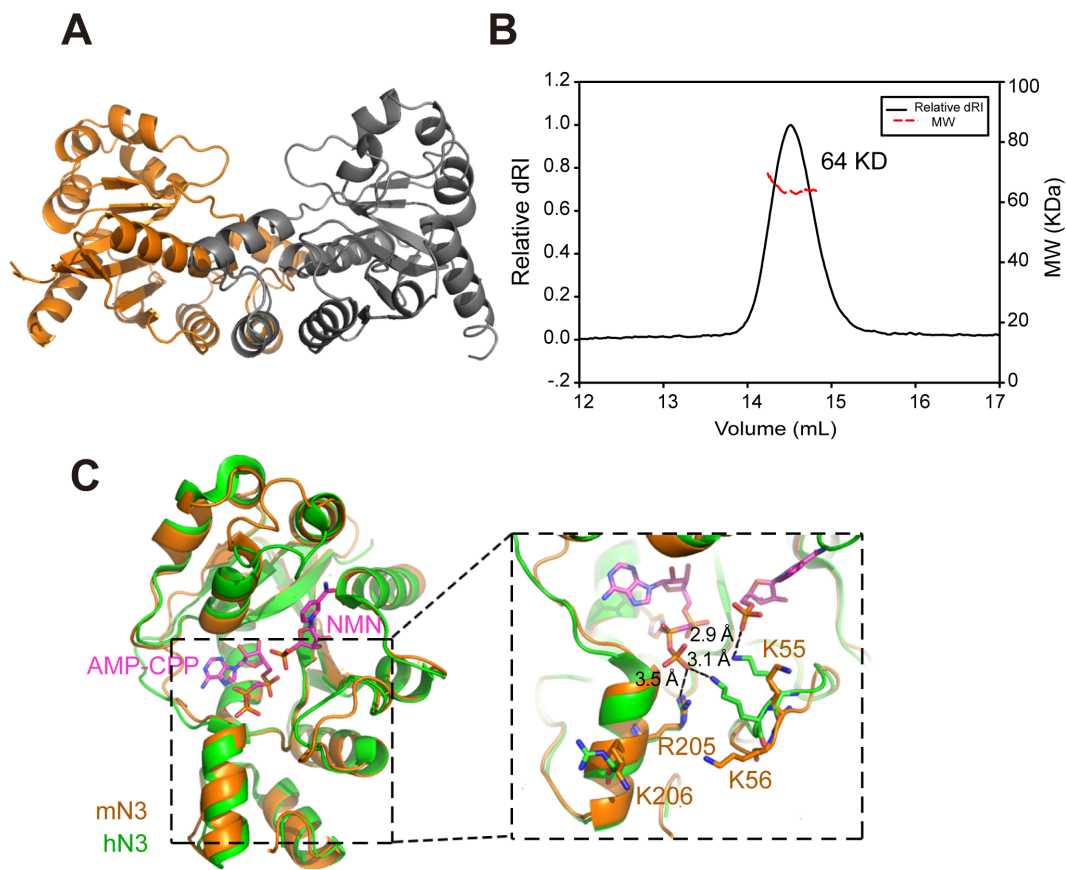 A
B
1.2
1.0
0.8
0.6
0.4
0.2
0.0
-.2
Relative dRI
12
13
14
15
16
17
Volume (mL)
100
80
60
40
20
0
MW (KDa)
Relative dRI
MW
64 KD
C
NMN
AMP-CPP
mN3
hN3
2.9 Å
3.1 Å
3.5 Å
K55
R205
K56
K206